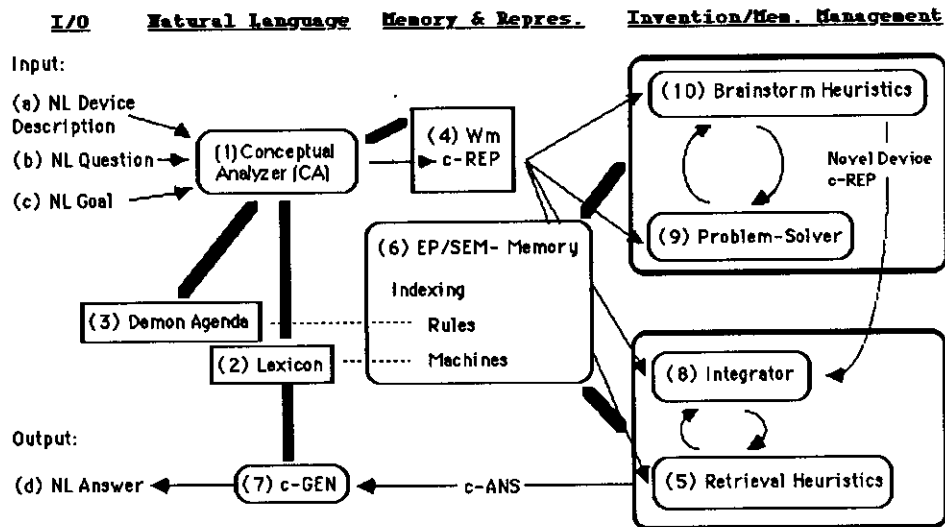 I/O Natural Language Memory & Repres. Invention/Mem. Management
Input:
(a) NL Device
Description
(b) NL Question
(c) NL Goal
(1) Conceptual
Analyzer (CA)
(4) Wm
c-REP
(10) Brainstorm Heuristics
Novel Device
c-REP
(9) Problem-Solver
(6) EP/SEM- Memory
Indexing
Rules
Machines
(3) Demon Agenda
(2) Lexicon
(8) Integrator
(5) Retrieval Heuristics
Output:
(d) NL Answer
(7) c-GEN
c-ANS